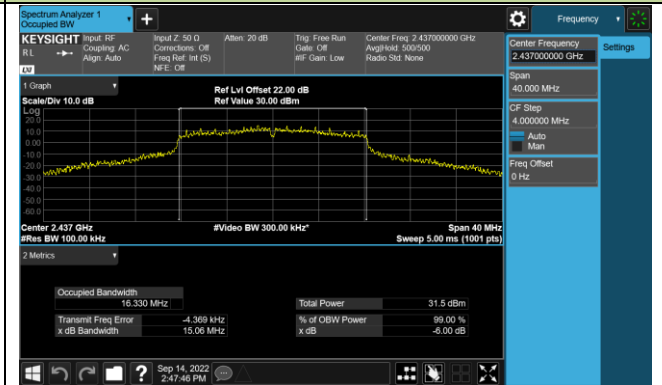 Spectrum Analyzer 1
Occupied BW
+
Frequency
KEYSIGHT
RL
LXI
Input: RF
Coupling: AC
Align: Auto
Input Z: 50 Ω
Corrections: Off
Freq Ref: Int (S)
NFE: Off
Atten: 20 dB
Trig: Free Run
Gate: Off
#IF Gain: Low
Center Freq: 2.437000000 GHz
Avg|Hold: 500/500
Radio Std: None
Center Frequency
2.437000000 GHz
Settings
Span
40.000 MHz
CF Step
4.000000 MHz
Auto
Man
Freq Offset
0 Hz
1 Graph
Scale/Div 10.0 dB
Ref Lvl Offset 22.00 dB
Ref Value 30.00 dBm
Log
20.0
10.0
0.00
-10.0
-20.0
-30.0
-40.0
-50.0
-60.0
Center 2.437 GHz
#Res BW 100.00 kHz
#Video BW 300.00 kHz*
Span 40 MHz
Sweep 5.00 ms (1001 pts)
2 Metrics
Occupied Bandwidth
16.330 MHz
Total Power 31.5 dBm
Transmit Freq Error -4.369 kHz
% of OBW Power 99.00 %
x dB Bandwidth 15.06 MHz
x dB -6.00 dB
?
Sep 14, 2022
2:47:46 PM